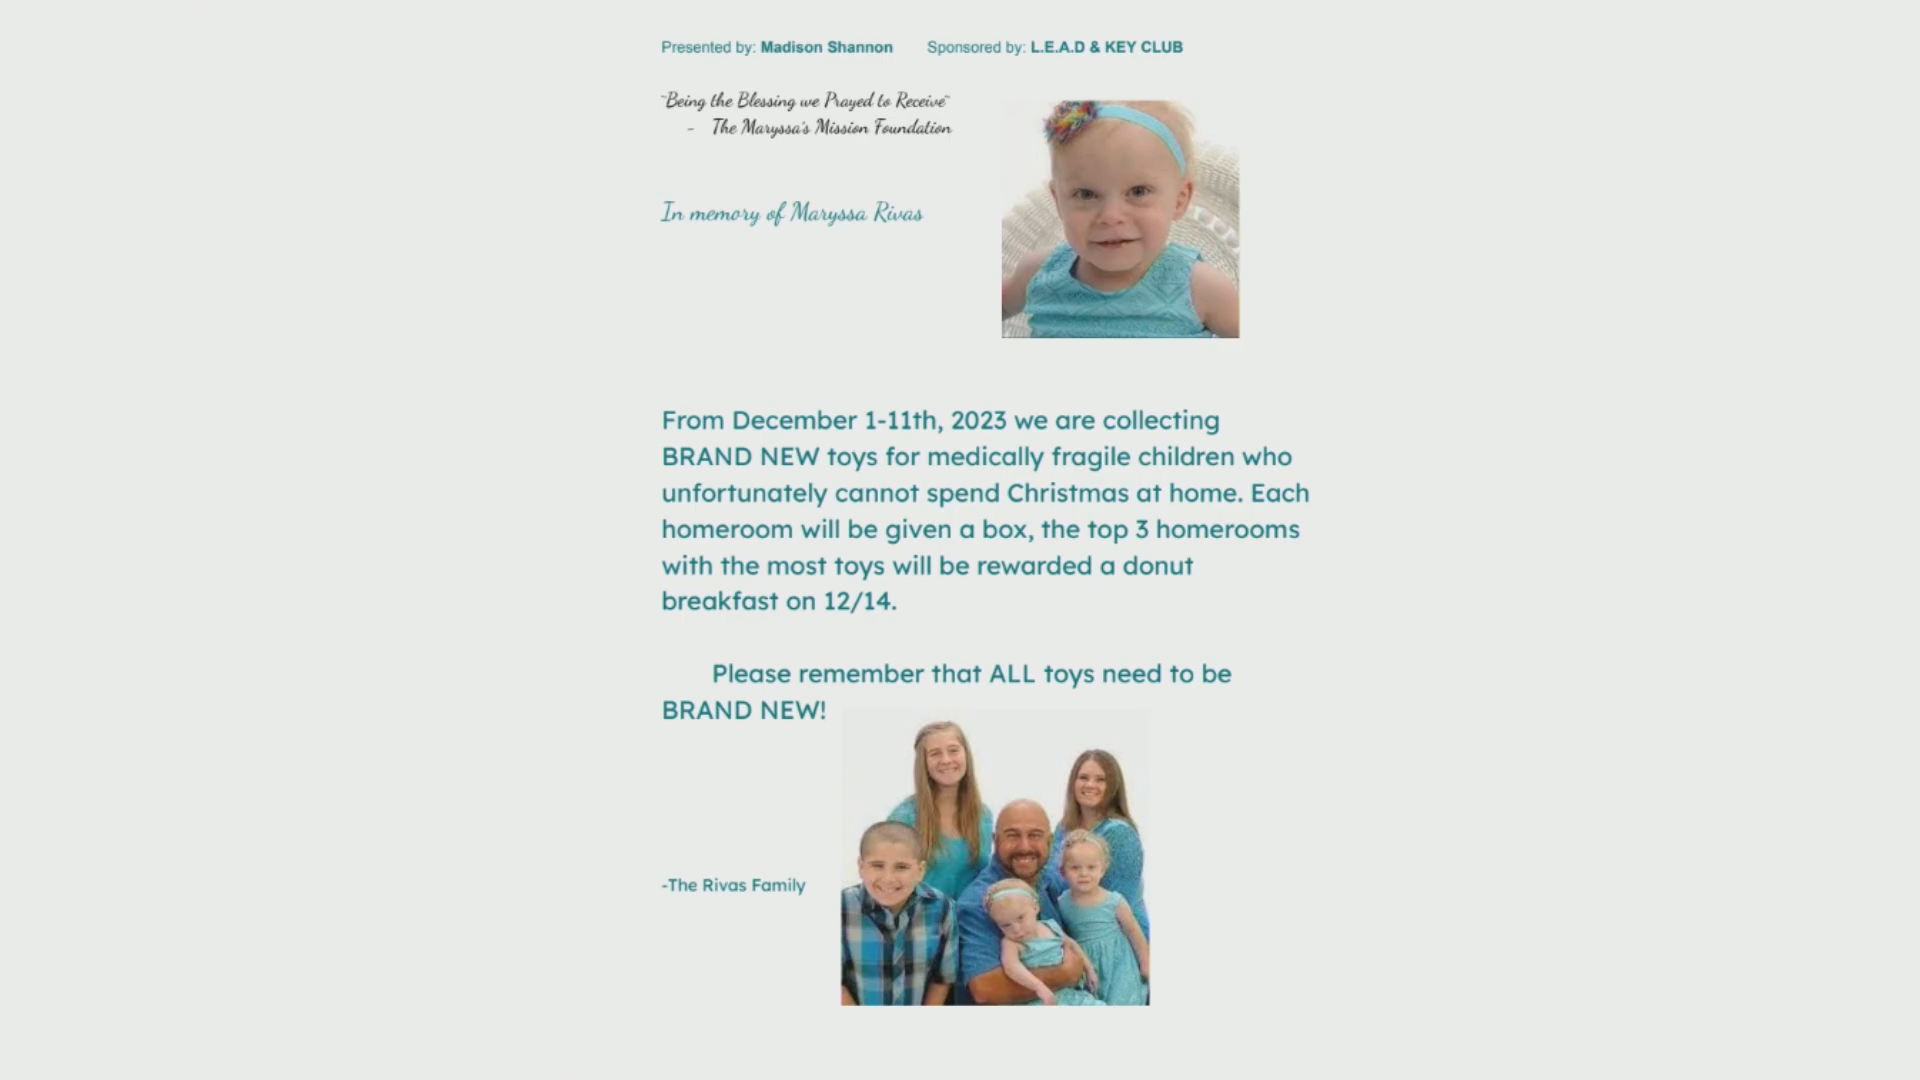 Presented by: Madison Shannon Sponsored by: L.E.A.D & KEY CLUB
~Being the Blessing we Prayed to Receive~
- The Maryssa's Mission Foundation
In memory of Maryssa Rivas
From December 1-11th, 2023 we are collecting
BRAND NEW toys for medically fragile children who
unfortunately cannot spend Christmas at home. Each
homeroom will be given a box, the top 3 homerooms
with the most toys will be rewarded a donut
breakfast on 12/14.
Please remember that ALL toys need to be
BRAND NEW!
-The Rivas Family